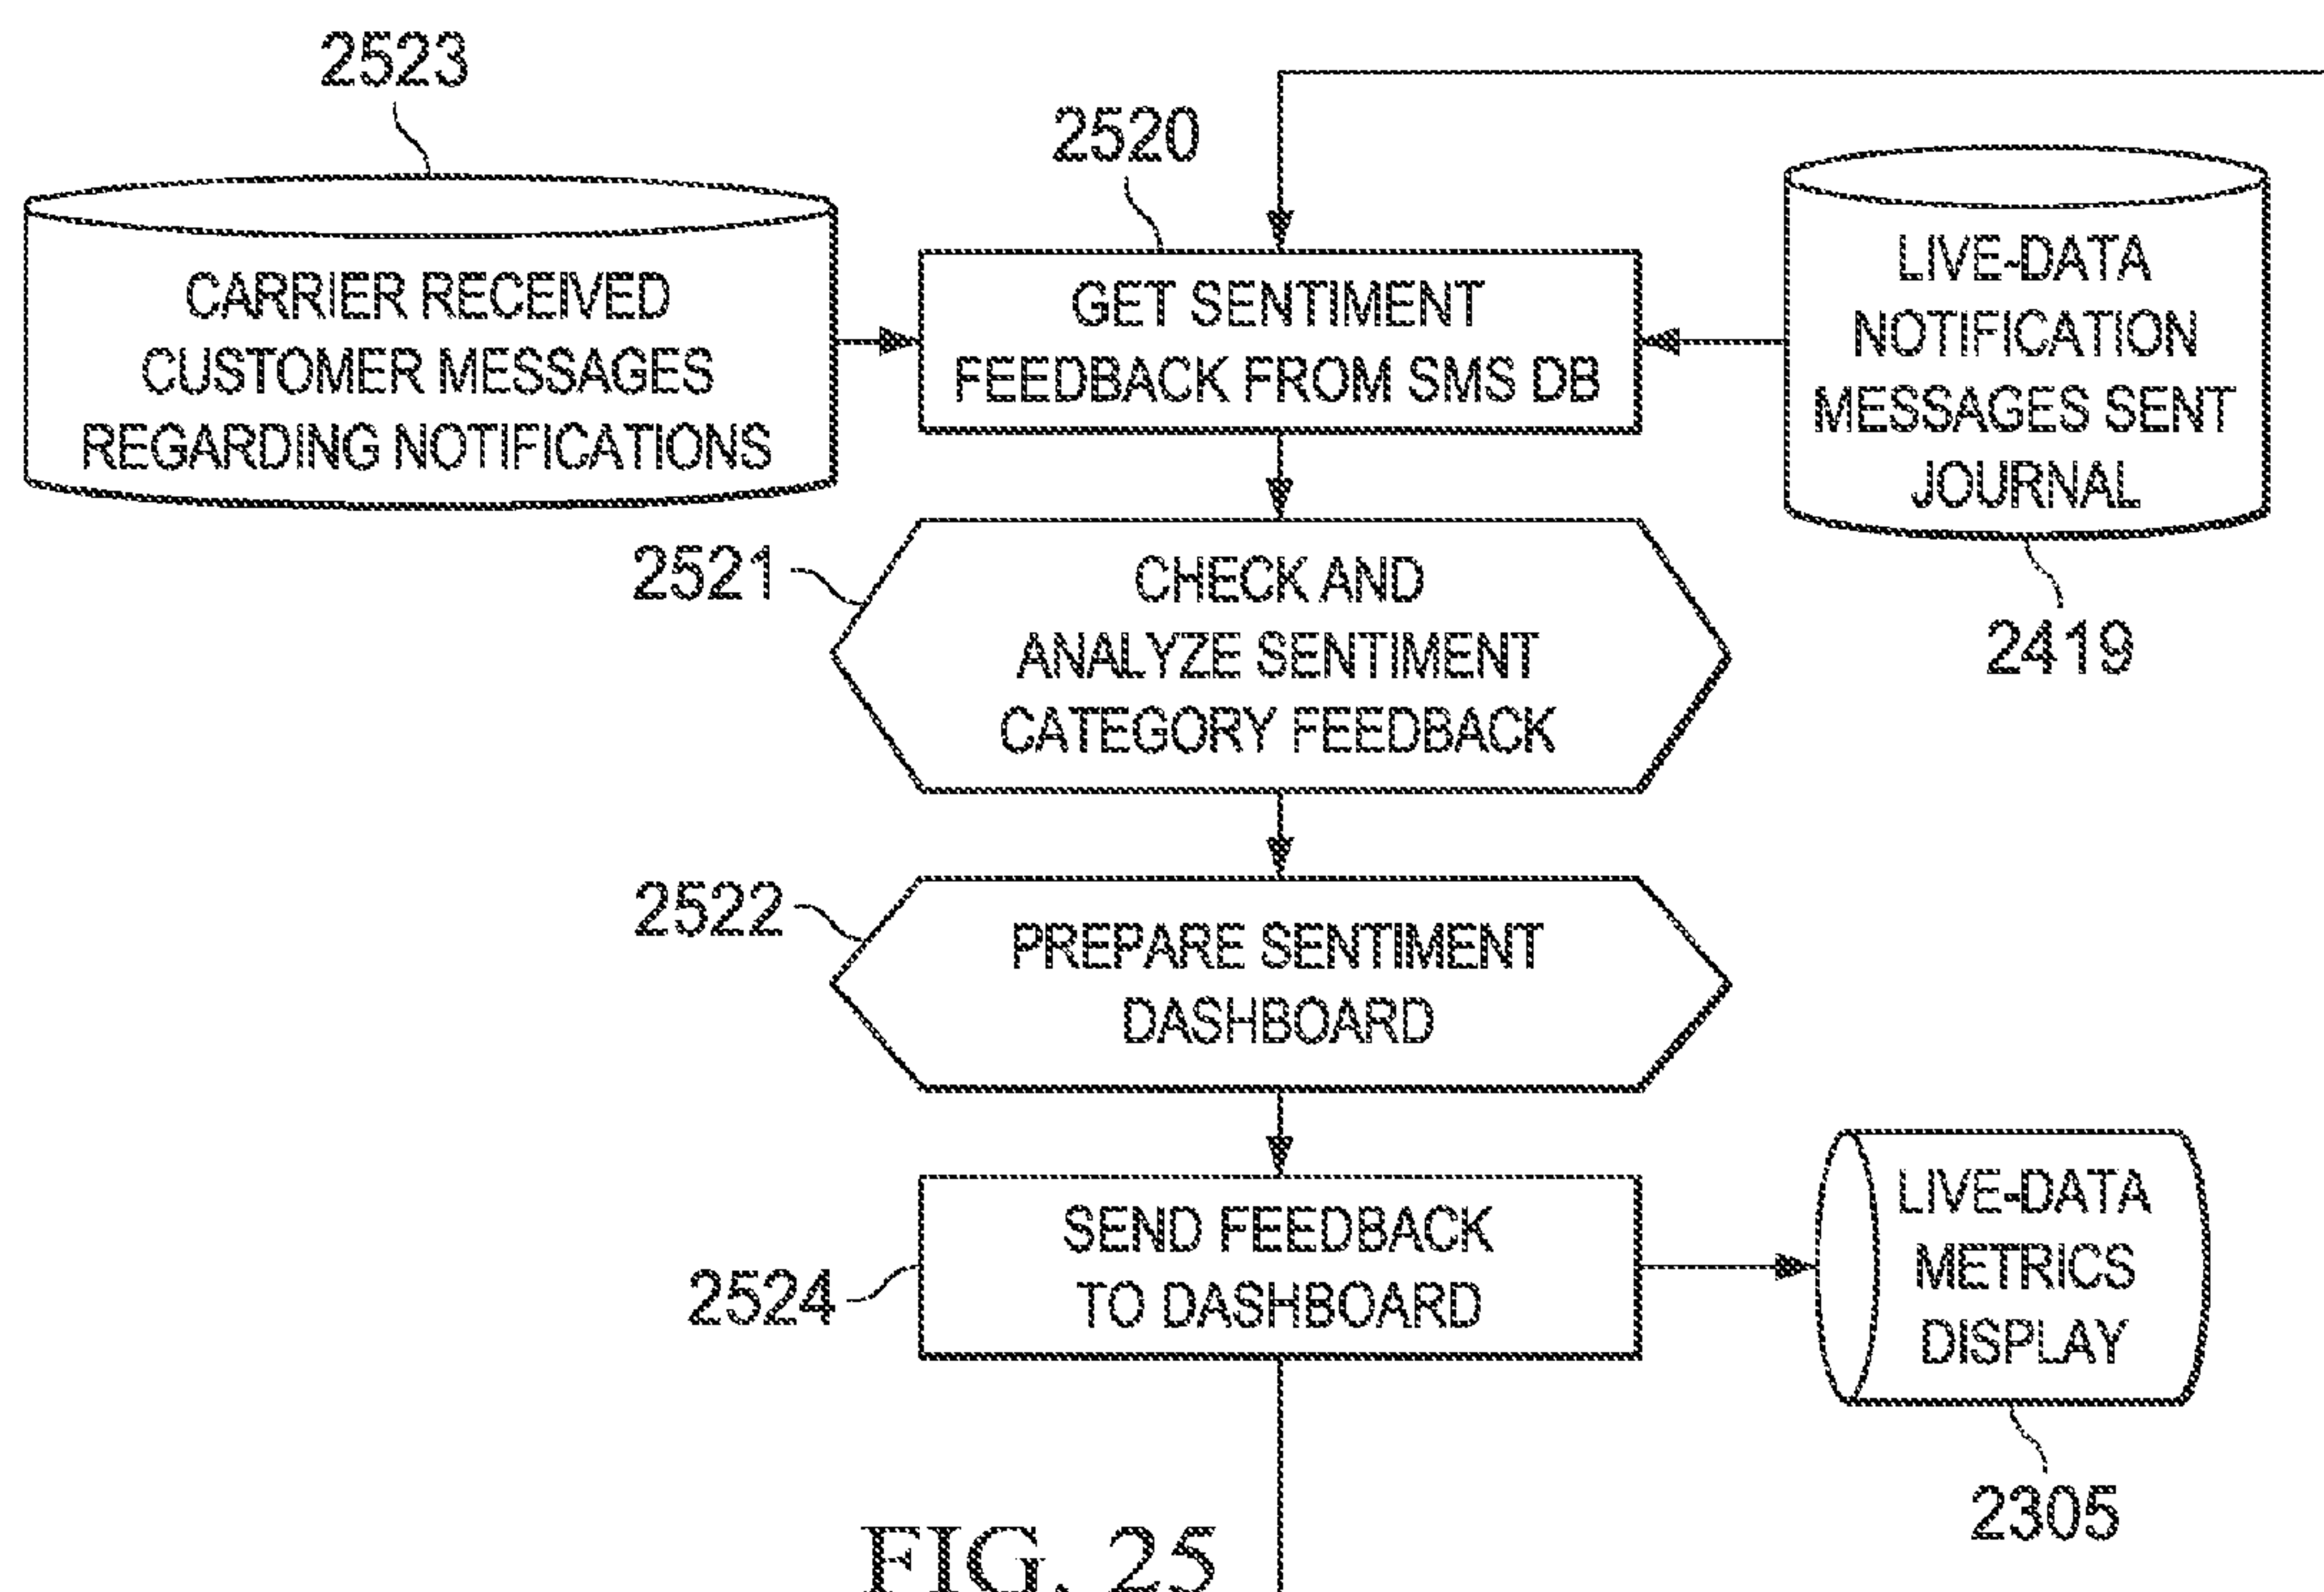 2523
2520
CARRIER RECEIVED
CUSTOMER MESSAGES
REGARDING NOTIFICATIONS
GET SENTIMENT
FEEDBACK FROM SMS DB
LIVE-DATA
NOTIFICATION
MESSAGES SENT
JOURNAL
2419
2521
CHECK AND
ANALYZE SENTIMENT
CATEGORY FEEDBACK
2522
PREPARE SENTIMENT
DASHBOARD
2524
SEND FEEDBACK
TO DASHBOARD
LIVE-DATA
METRICS
DISPLAY
2305
FIG. 25